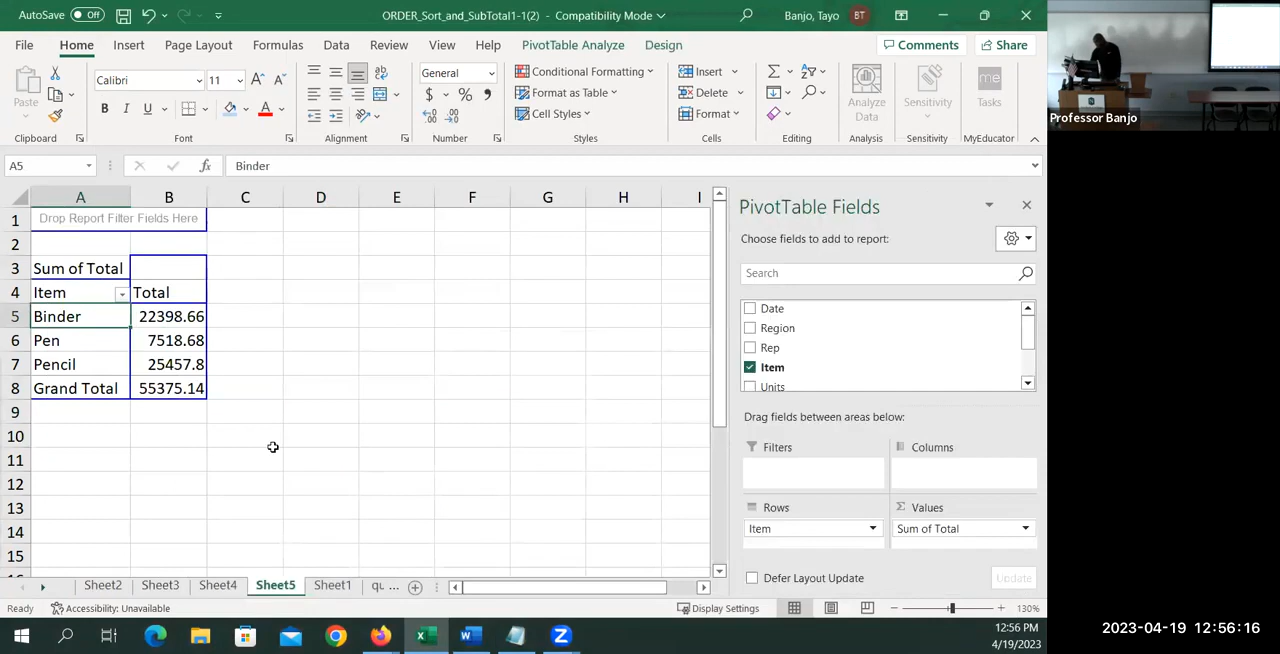 AutoSave Off ORDER_Sort_and_SubTotal1-1(2) - Compatibility Mode Banjo, Tayo BT
File Home Insert Page Layout Formulas Data Review View Help PivotTable Analyze Design Comments Share
Paste
Calibri 11
General
Conditional Formatting
Format as Table
Cell Styles
Insert
Delete
Format
Analyze Data
Sensitivity
Tasks
Clipboard Font Alignment Number Styles Cells Editing Analysis Sensitivity MyEducator
Professor Banjo
A5 fx Binder
A B C D E F G H I
1 Drop Report Filter Fields Here
2
3 Sum of Total
4 Item Total
5 Binder 22398.66
6 Pen 7518.68
7 Pencil 25457.8
8 Grand Total 55375.14
9
10
11
12
13
14
15
PivotTable Fields
Choose fields to add to report:
Search
Date
Region
Rep
Item
Units
Drag fields between areas below:
Filters Columns
Rows Values
Item Sum of Total
Defer Layout Update Update
Sheet2 Sheet3 Sheet4 Sheet5 Sheet1 qu ...
Ready Accessibility: Unavailable Display Settings 130%
12:56 PM
4/19/2023
2023-04-19 12:56:16